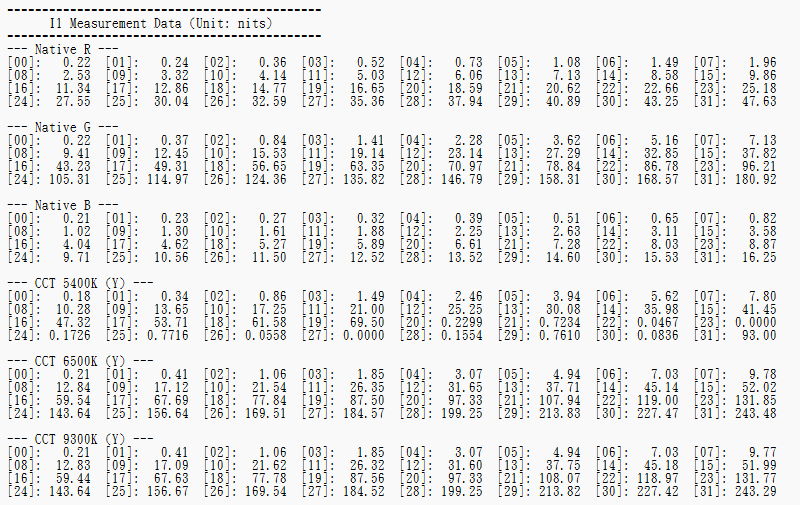 ------------------------------------------------
      I1 Measurement Data (Unit: nits)
------------------------------------------------
--- Native R ---
[00]:   0.22  [01]:   0.24  [02]:   0.36  [03]:   0.52  [04]:   0.73  [05]:   1.08  [06]:   1.49  [07]:   1.96
[08]:   2.53  [09]:   3.32  [10]:   4.14  [11]:   5.03  [12]:   6.06  [13]:   7.13  [14]:   8.58  [15]:   9.86
[16]:  11.34  [17]:  12.86  [18]:  14.77  [19]:  16.65  [20]:  18.59  [21]:  20.62  [22]:  22.66  [23]:  25.18
[24]:  27.55  [25]:  30.04  [26]:  32.59  [27]:  35.36  [28]:  37.94  [29]:  40.89  [30]:  43.25  [31]:  47.63
--- Native G ---
[00]:   0.22  [01]:   0.37  [02]:   0.84  [03]:   1.41  [04]:   2.28  [05]:   3.62  [06]:   5.16  [07]:   7.13
[08]:   9.41  [09]:  12.45  [10]:  15.53  [11]:  19.14  [12]:  23.14  [13]:  27.29  [14]:  32.85  [15]:  37.82
[16]:  43.23  [17]:  49.31  [18]:  56.65  [19]:  63.35  [20]:  70.97  [21]:  78.84  [22]:  86.78  [23]:  96.21
[24]: 105.31  [25]: 114.97  [26]: 124.36  [27]: 135.82  [28]: 146.79  [29]: 158.31  [30]: 168.57  [31]: 180.92
--- Native B ---
[00]:   0.21  [01]:   0.23  [02]:   0.27  [03]:   0.32  [04]:   0.39  [05]:   0.51  [06]:   0.65  [07]:   0.82
[08]:   1.02  [09]:   1.30  [10]:   1.61  [11]:   1.88  [12]:   2.25  [13]:   2.63  [14]:   3.11  [15]:   3.58
[16]:   4.04  [17]:   4.62  [18]:   5.27  [19]:   5.89  [20]:   6.61  [21]:   7.28  [22]:   8.03  [23]:   8.87
[24]:   9.71  [25]:  10.56  [26]:  11.50  [27]:  12.52  [28]:  13.52  [29]:  14.60  [30]:  15.53  [31]:  16.25
--- CCT 5400K (Y) ---
[00]:   0.18  [01]:   0.34  [02]:   0.86  [03]:   1.49  [04]:   2.46  [05]:   3.94  [06]:   5.62  [07]:   7.80
[08]:  10.28  [09]:  13.65  [10]:  17.25  [11]:  21.00  [12]:  25.25  [13]:  30.08  [14]:  35.98  [15]:  41.45
[16]:  47.32  [17]:  53.71  [18]:  61.58  [19]:  69.50  [20]: 0.2299  [21]: 0.7234  [22]: 0.0467  [23]: 0.0000
[24]: 0.1726  [25]: 0.7716  [26]: 0.0558  [27]: 0.0000  [28]: 0.1554  [29]: 0.7610  [30]: 0.0836  [31]:  93.00
--- CCT 6500K (Y) ---
[00]:   0.21  [01]:   0.41  [02]:   1.06  [03]:   1.85  [04]:   3.07  [05]:   4.94  [06]:   7.03  [07]:   9.78
[08]:  12.84  [09]:  17.12  [10]:  21.54  [11]:  26.35  [12]:  31.65  [13]:  37.71  [14]:  45.14  [15]:  52.02
[16]:  59.54  [17]:  67.69  [18]:  77.84  [19]:  87.50  [20]:  97.33  [21]: 107.94  [22]: 119.00  [23]: 131.85
[24]: 143.64  [25]: 156.64  [26]: 169.51  [27]: 184.57  [28]: 199.25  [29]: 213.83  [30]: 227.47  [31]: 243.48
--- CCT 9300K (Y) ---
[00]:   0.21  [01]:   0.41  [02]:   1.06  [03]:   1.85  [04]:   3.07  [05]:   4.94  [06]:   7.03  [07]:   9.77
[08]:  12.83  [09]:  17.09  [10]:  21.62  [11]:  26.32  [12]:  31.60  [13]:  37.75  [14]:  45.18  [15]:  51.99
[16]:  59.44  [17]:  67.63  [18]:  77.78  [19]:  87.56  [20]:  97.33  [21]: 108.07  [22]: 118.97  [23]: 131.77
[24]: 143.64  [25]: 156.67  [26]: 169.54  [27]: 184.52  [28]: 199.25  [29]: 213.82  [30]: 227.42  [31]: 243.29